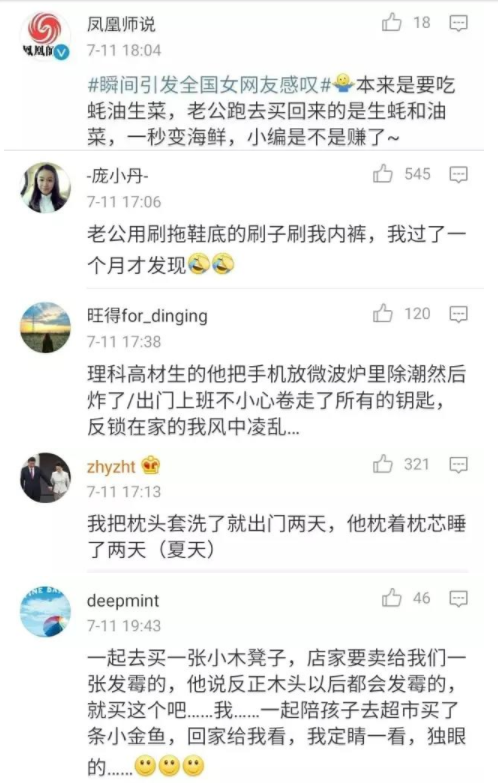 凤凰师说
18
7-11 18:04
#瞬间引发全国女网友感叹#本来是要吃
蚝油生菜，老公跑去买回来的是生蚝和油
菜，一秒变海鲜，小编是不是赚了~
-庞小丹-
545
7-11 17:06
老公用刷拖鞋底的刷子刷我内裤，我过了一
个月才发现
旺得for_dinging
120
7-11 17:38
理科高材生的他把手机放微波炉里除潮然后
炸了/出门上班不小心卷走了所有的钥匙，
反锁在家的我风中凌乱...
zhyzht
321
7-11 17:13
我把枕头套洗了就出门两天，他枕着枕芯睡
了两天（夏天）
deepmint
46
7-11 19:43
一起去买一张小木凳子，店家要卖给我们一
张发霉的，他说反正木头以后都会发霉的，
就买这个吧......我......一起陪孩子去超市买了
条小金鱼，回家给我看，我定睛一看，独眼
的......